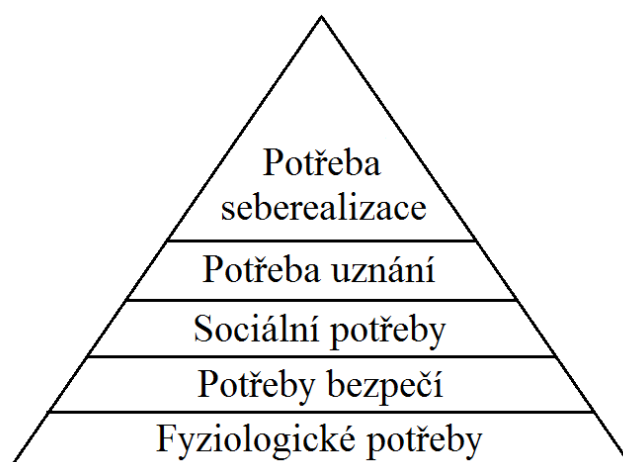 Potřeba
seberealizace
Potřeba uznání
Sociální potřeby
Potřeby bezpečí
Fyziologické potřeby